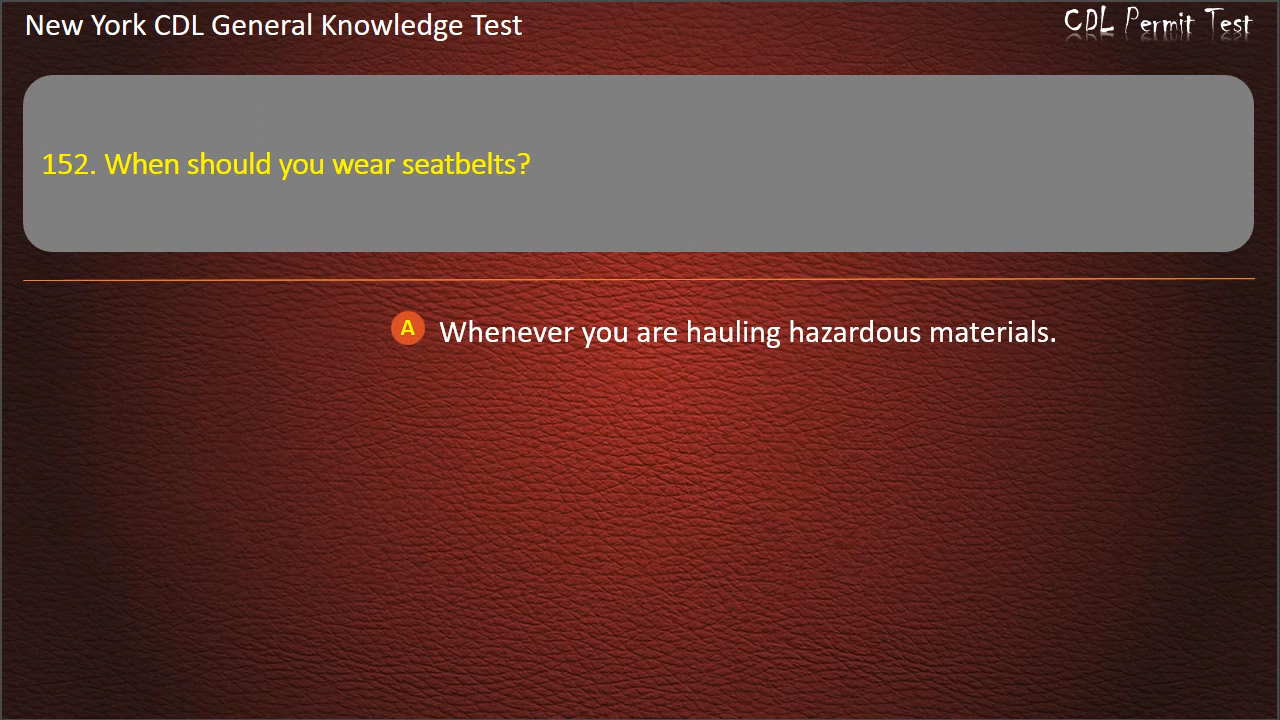 New York CDL General Knowledge Test
CDL Permit Test
152. When should you wear seatbelts?
A Whenever you are hauling hazardous materials.